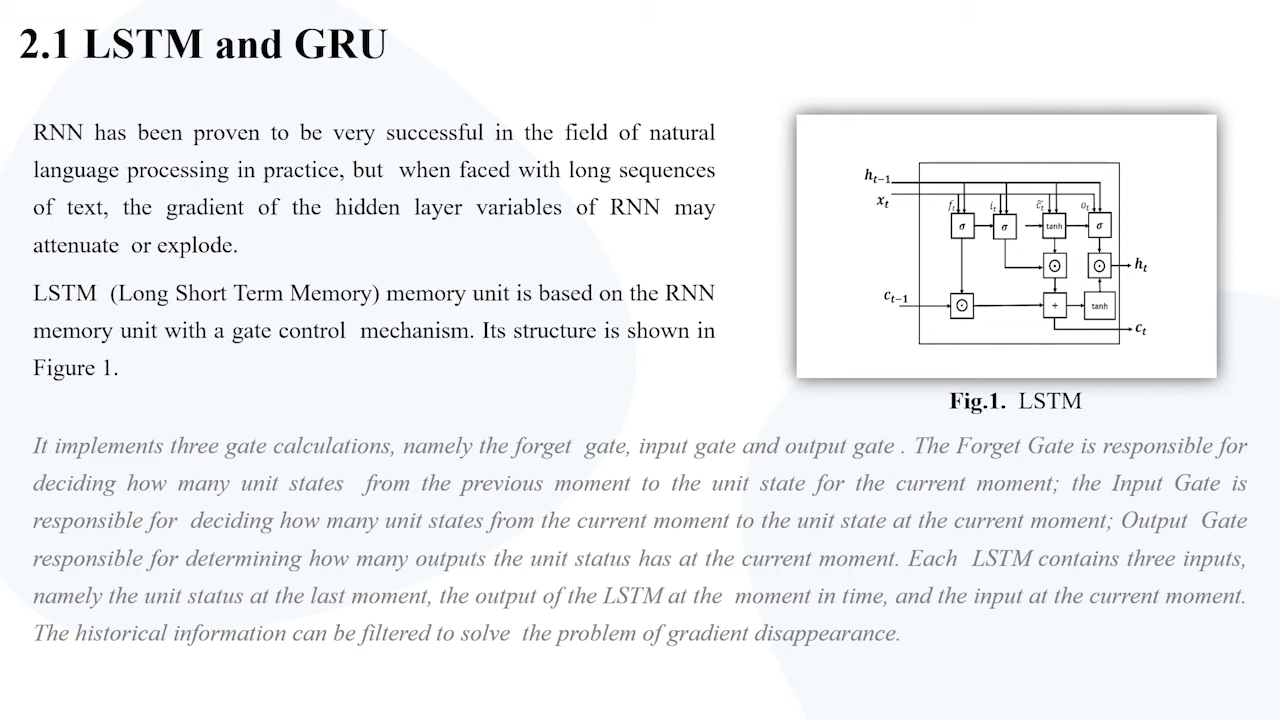 2.1 LSTM and GRU
RNN has been proven to be very successful in the field of natural
language processing in practice, but when faced with long sequences
of text, the gradient of the hidden layer variables of RNN may
attenuate or explode.
LSTM (Long Short Term Memory) memory unit is based on the RNN
memory unit with a gate control mechanism. Its structure is shown in
Figure 1.
h_{t-1}
x_t
f_t i_t c̃_t o_t
σ σ tanh σ
⊙ ⊙ h_t
c_{t-1} ⊙ + tanh
c_t
Fig.1. LSTM
It implements three gate calculations, namely the forget gate, input gate and output gate . The Forget Gate is responsible for
deciding how many unit states from the previous moment to the unit state for the current moment; the Input Gate is
responsible for deciding how many unit states from the current moment to the unit state at the current moment; Output Gate
responsible for determining how many outputs the unit status has at the current moment. Each LSTM contains three inputs,
namely the unit status at the last moment, the output of the LSTM at the moment in time, and the input at the current moment.
The historical information can be filtered to solve the problem of gradient disappearance.